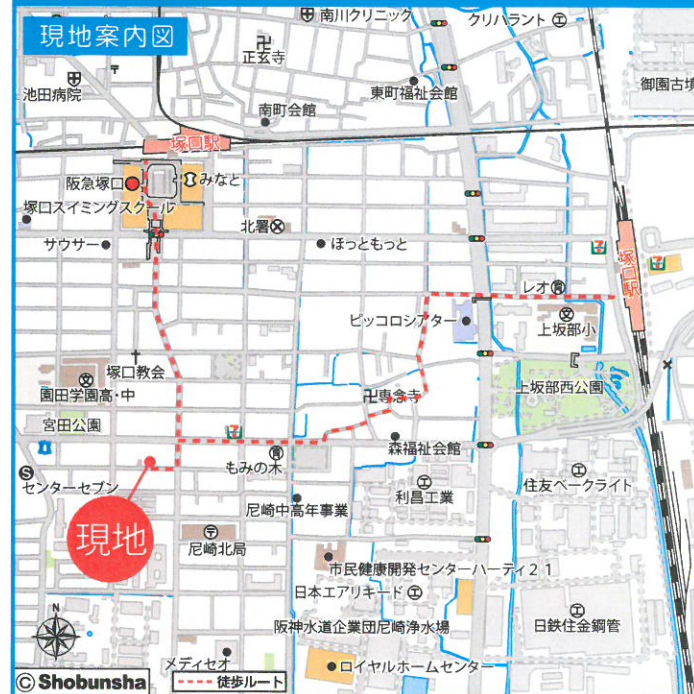 現地案内図
南川クリニック
クリハラント
正玄寺
池田病院
東町福祉会館
御園古墳
南町会館
塚口駅
阪急塚口
みなと
塚口スイミングスクール
北署
サウサー
ほっともっと
レオ
塚口駅
ピッコロシアター
上坂部小
塚口教会
園田学園高・中
専念寺
上坂部西公園
宮田公園
森福祉会館
もみの木
センターセブン
利昌工業
住友ベークライト
尼崎中高年事業
現地
尼崎北局
市民健康開発センターハーティ21
日本エアリキード
阪神水道企業団尼崎浄水場
日鉄住金鋼管
N
メディセオ
ロイヤルホームセンター
© Shobunsha
徒歩ルート